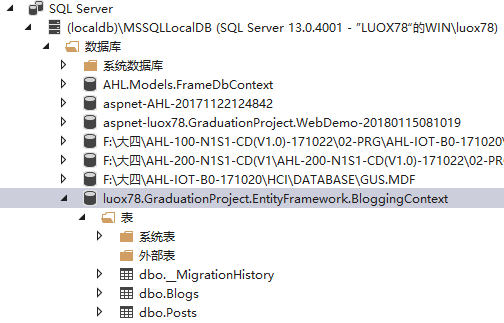 SQL Server
(localdb)\MSSQLLocalDB (SQL Server 13.0.4001 - "LUOX78"的WIN\luox78)
数据库
系统数据库
AHL.Models.FrameDbContext
aspnet-AHL-20171122124842
aspnet-luox78.GraduationProject.WebDemo-20180115081019
F:\大四\AHL-100-N1S1-CD(V1.0)-171022\02-PRG\AHL-IOT-B0-171020\
F:\大四\AHL-200-N1S1-CD(V1\AHL-200-N1S1-CD(V1.0)-171022\02-PR
F:\大四\AHL-IOT-B0-171020\HCI\DATABASE\GUS.MDF
luox78.GraduationProject.EntityFramework.BloggingContext
表
系统表
外部表
dbo.__MigrationHistory
dbo.Blogs
dbo.Posts